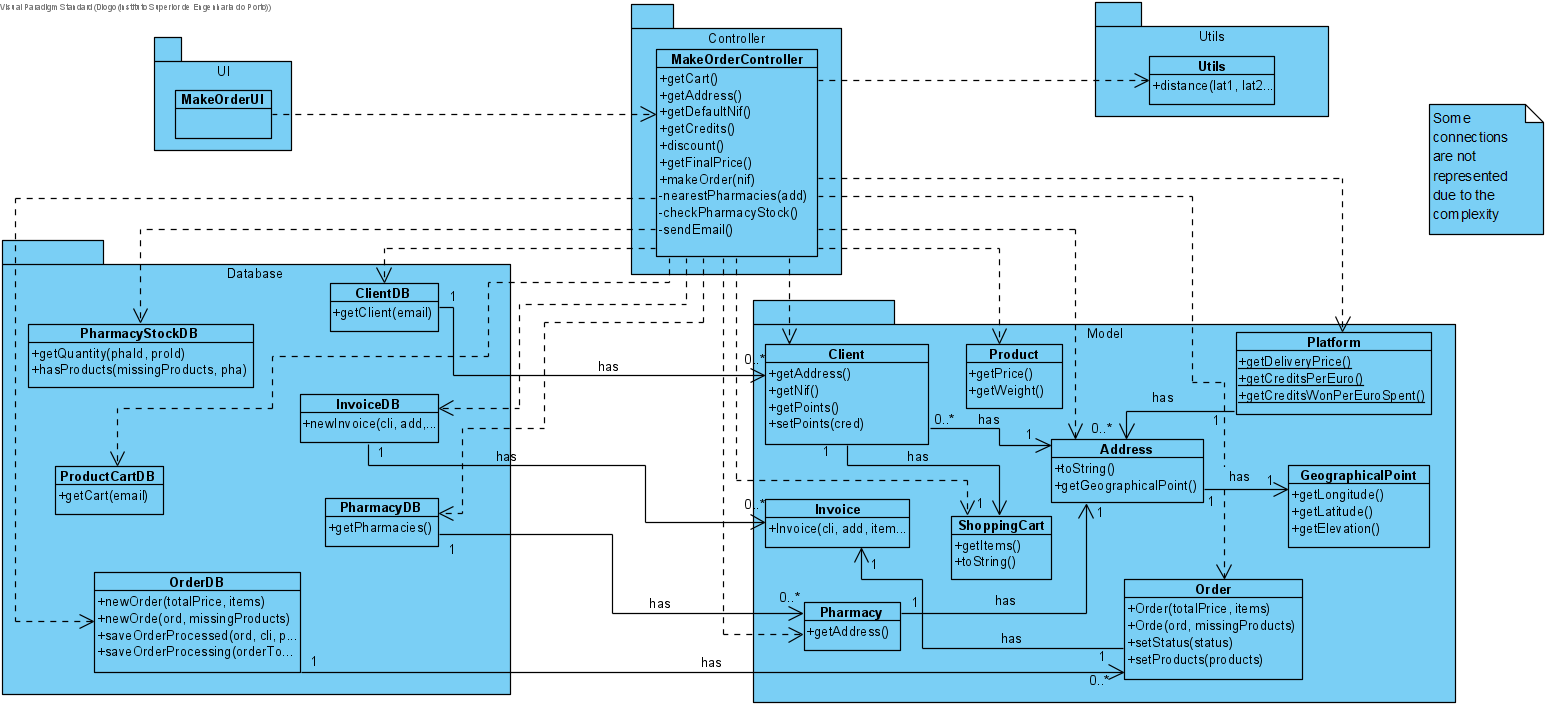 Visual Paradigm Standard (Diogo(Instituto Superior de Engenharia do Porto))
UI
MakeOrderUI
Controller
MakeOrderController
+getCart()
+getAddress()
+getDefaultNif()
+getCredits()
+discount()
+getFinalPrice()
+makeOrder(nif)
-nearestPharmacies(add)
-checkPharmacyStock()
-sendEmail()
Utils
Utils
+distance(lat1, lat2...
Some
connections
are not
represented
due to the
complexity
Database
ClientDB
+getClient(email)
1
PharmacyStockDB
+getQuantity(phaId, proId)
+hasProducts(missingProducts, pha)
InvoiceDB
+newInvoice(cli, add,...
1
has
ProductCartDB
+getCart(email)
PharmacyDB
+getPharmacies()
1
OrderDB
+newOrder(totalPrice, items)
+newOrde(ord, missingProducts)
+saveOrderProcessed(ord, cli, p...
+saveOrderProcessing(orderTo...
1
has
has
has
Model
0..*
Client
+getAddress()
+getNif()
+getPoints()
+setPoints(cred)
1
0..*
has
1
has
Product
+getPrice()
+getWeight()
Platform
+getDeliveryPrice()
+getCreditsPerEuro()
+getCreditsWonPerEuroSpent()
1
has
0..*
Address
+toString()
+getGeographicalPoint()
1
has
1
GeographicalPoint
+getLongitude()
+getLatitude()
+getElevation()
0..*
Invoice
+Invoice(cli, add, item...
1
1
ShoppingCart
+getItems()
+toString()
1
0..*
Pharmacy
+getAddress()
1
has
has
1
Order
+Order(totalPrice, items)
+Orde(ord, missingProducts)
+setStatus(status)
+setProducts(products)
0..*